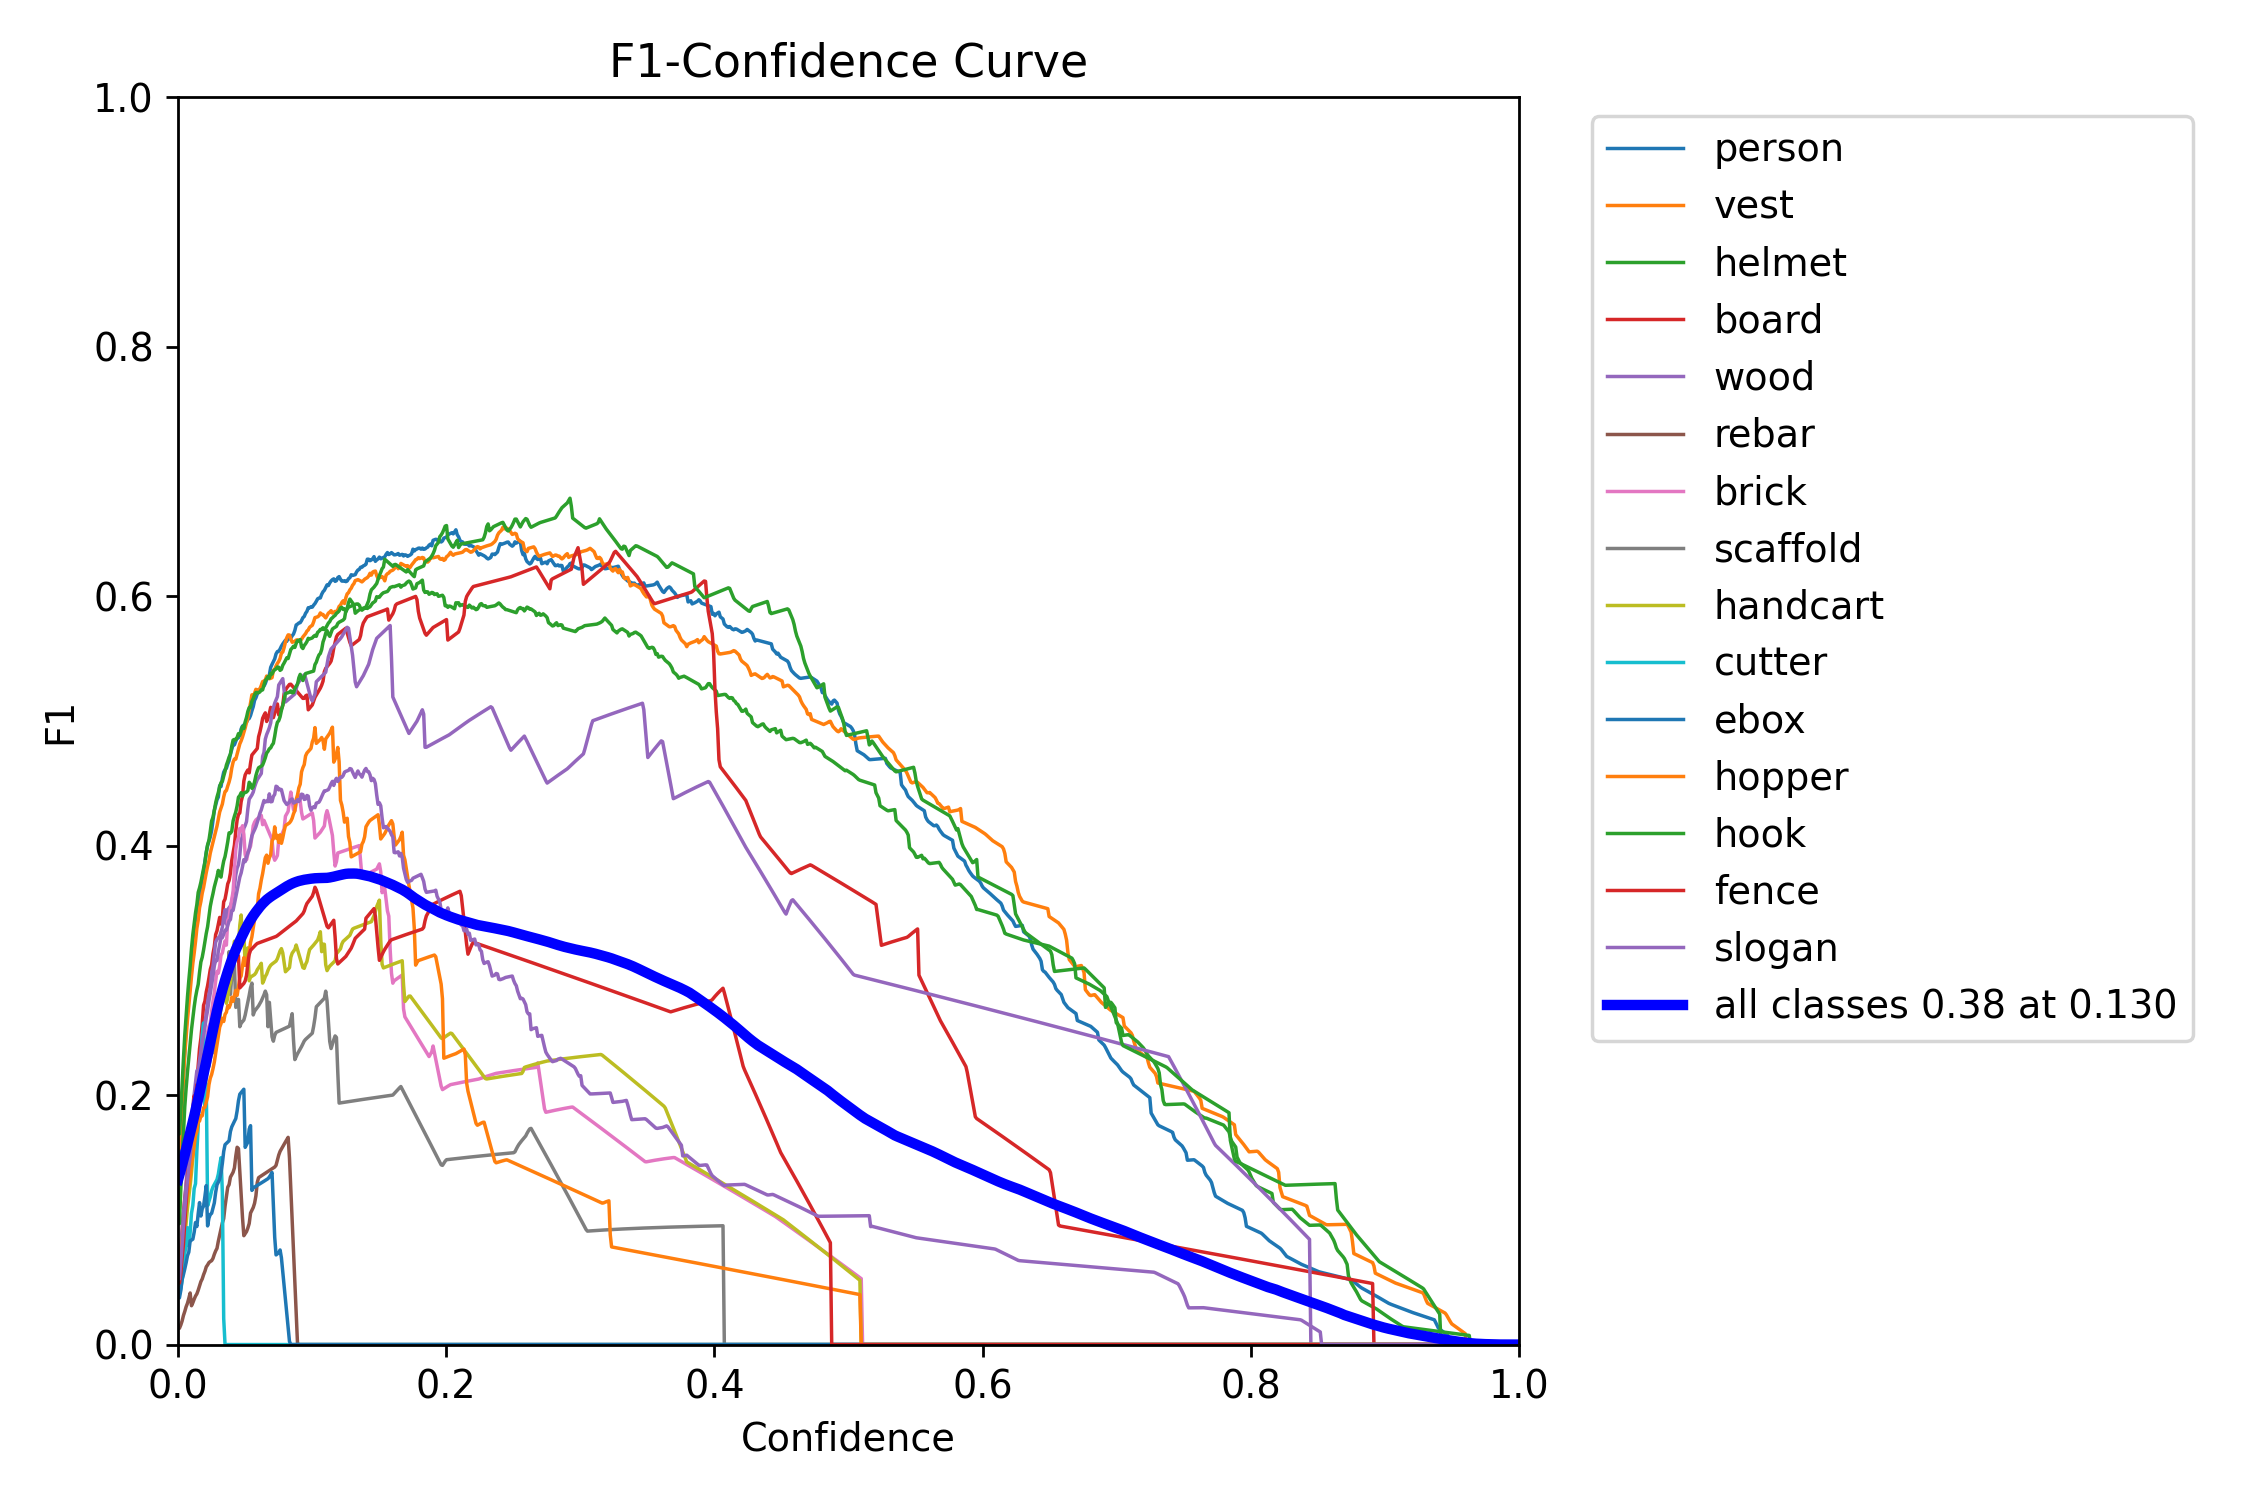 F1-Confidence Curve
1.0
0.8
0.6
0.4
0.2
0.0
F1
0.0 0.2 0.4 0.6 0.8 1.0
Confidence
person
vest
helmet
board
wood
rebar
brick
scaffold
handcart
cutter
ebox
hopper
hook
fence
slogan
all classes 0.38 at 0.130